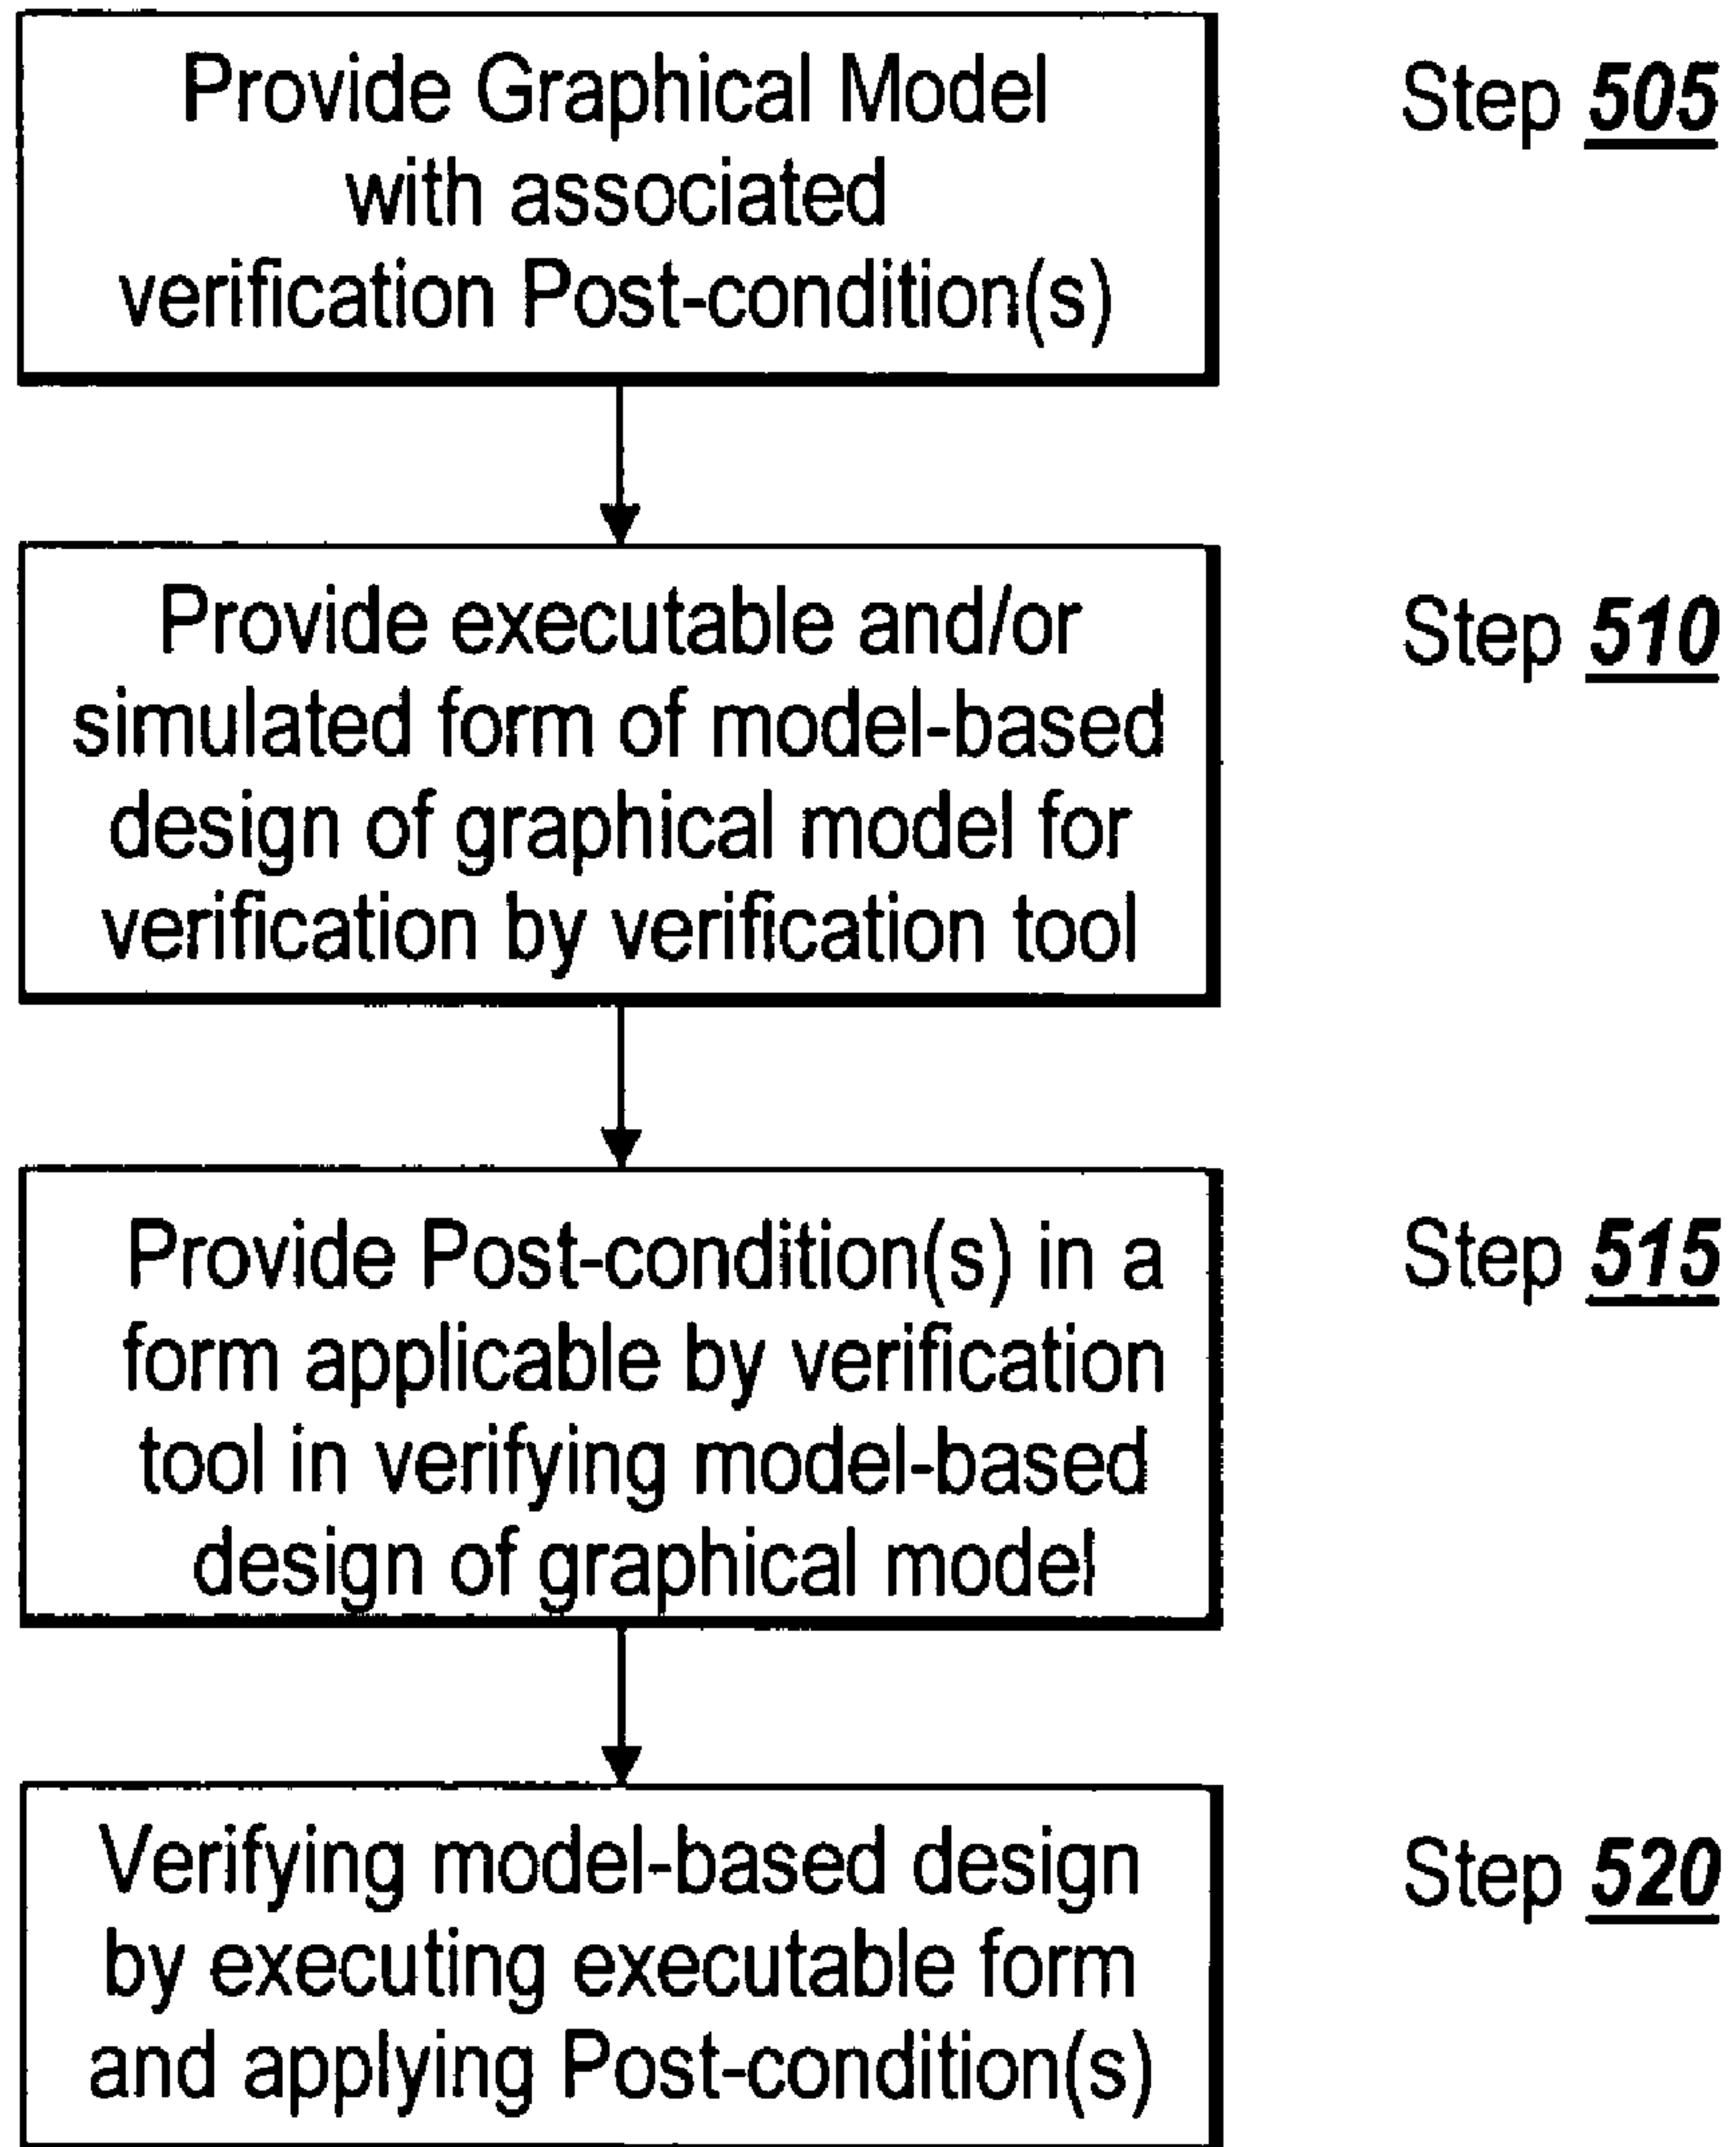 Provide Graphical Model
with associated
verification Post-condition(s)
Step 505
Provide executable and/or
simulated form of model-based
design of graphical model for
verification by verification tool
Step 510
Provide Post-condition(s) in a
form applicable by verification
tool in verifying model-based
design of graphical model
Step 515
Verifying model-based design
by executing executable form
and applying Post-condition(s)
Step 520